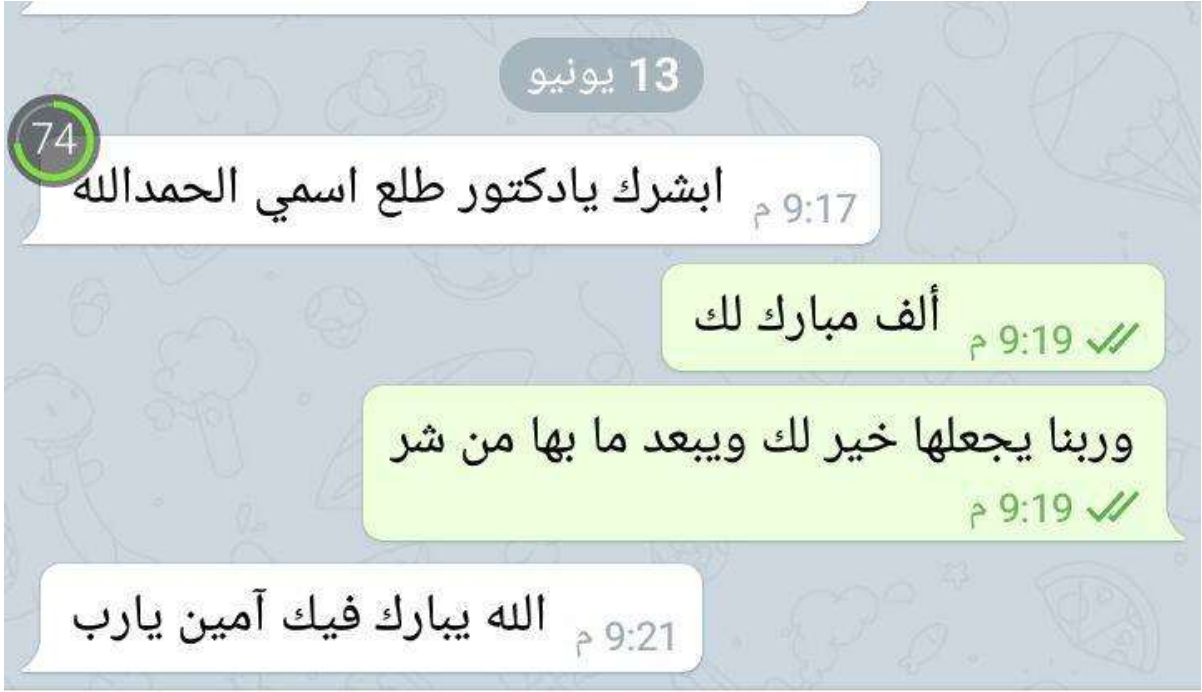 13 يونيو
74
ابشرك يادكتور طلع اسمي الحمدالله
9:17 م
ألف مبارك لك
9:19 م
وربنا يجعلها خير لك ويبعد ما بها من شر
9:19 م
الله يبارك فيك آمين يارب
9:21 م